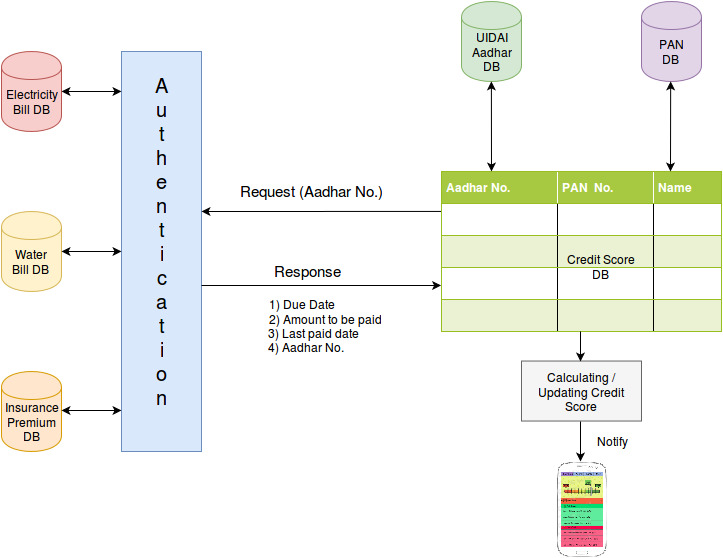 UIDAI
Aadhar
DB
PAN
DB
Electricity
Bill DB
Authentication
Aadhar No.
PAN No.
Name
Request (Aadhar No.)
Water
Bill DB
Credit Score
DB
Response
1) Due Date
2) Amount to be paid
3) Last paid date
4) Aadhar No.
Insurance
Premium
DB
Calculating /
Updating Credit
Score
Notify